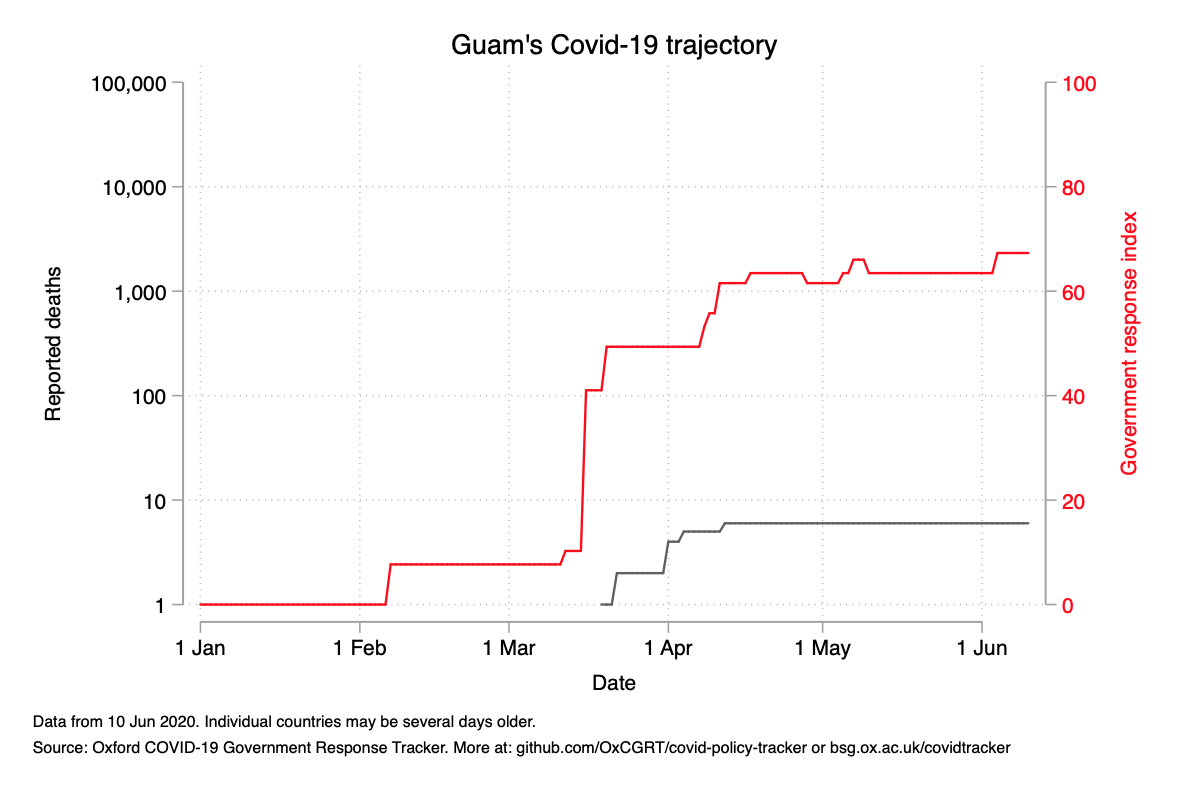 Guam's Covid-19 trajectory
100,000
10,000
1,000
100
10
1
Reported deaths
100
80
60
40
20
0
Government response index
1 Jan
1 Feb
1 Mar
1 Apr
1 May
1 Jun
Date
Data from 10 Jun 2020. Individual countries may be several days older.
Source: Oxford COVID-19 Government Response Tracker. More at: github.com/OxCGRT/covid-policy-tracker or bsg.ox.ac.uk/covidtracker